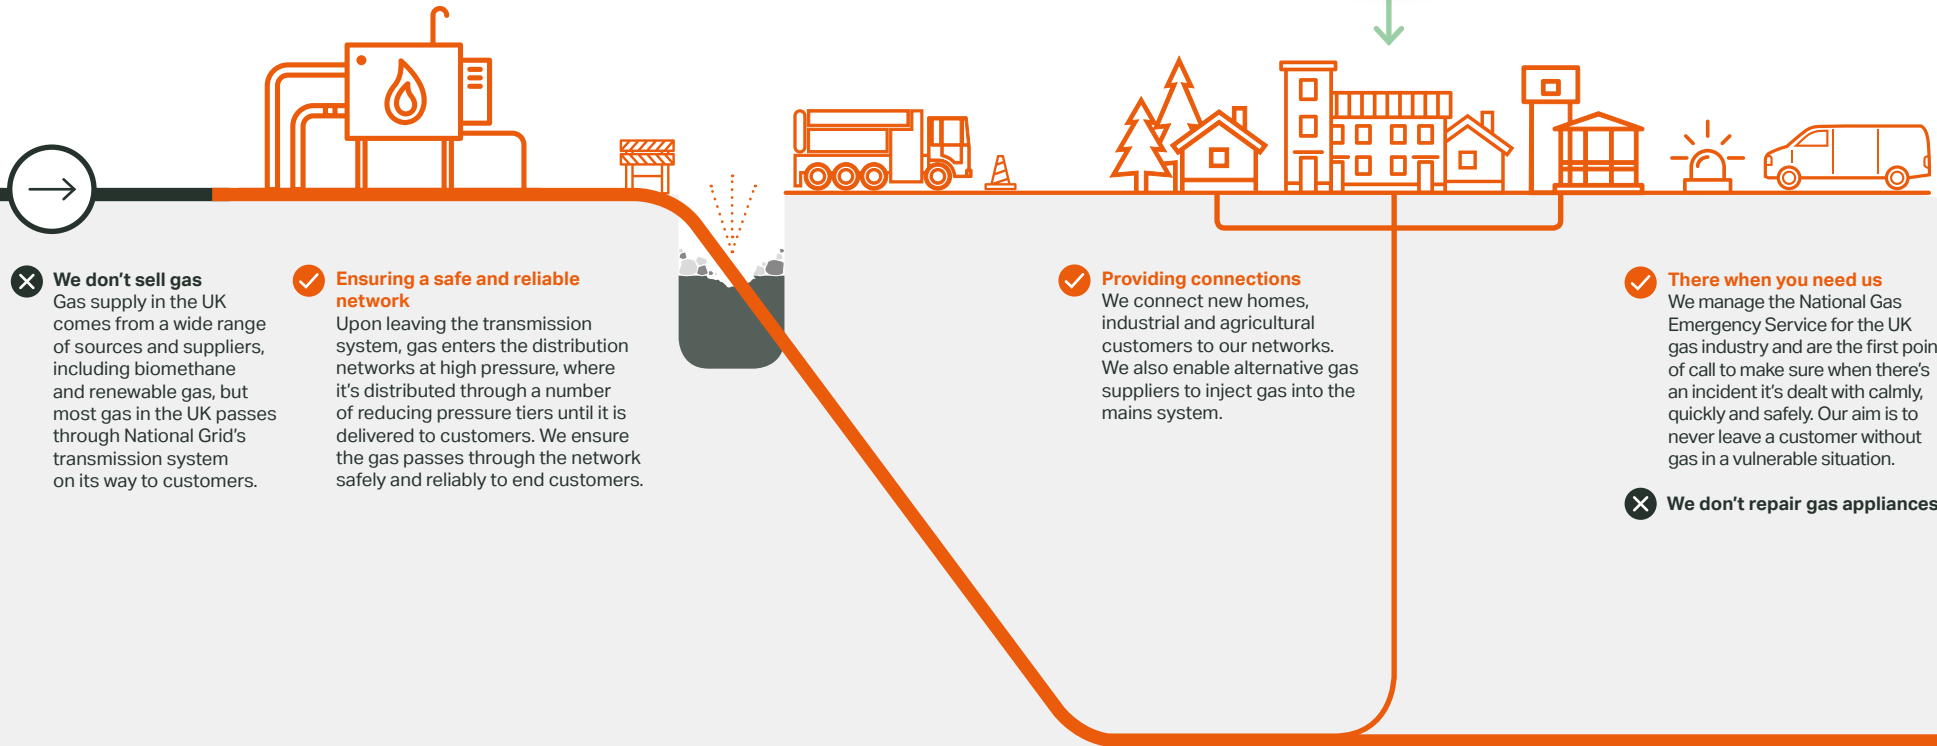 We don't sell gas
Gas supply in the UK
comes from a wide range
of sources and suppliers,
including biomethane
and renewable gas, but
most gas in the UK passes
through National Grid's
transmission system
on its way to customers.
Ensuring a safe and reliable
network
Upon leaving the transmission
system, gas enters the distribution
networks at high pressure, where
it's distributed through a number
of reducing pressure tiers until it is
delivered to customers. We ensure
the gas passes through the network
safely and reliably to end customers.
Providing connections
We connect new homes,
industrial and agricultural
customers to our networks.
We also enable alternative gas
suppliers to inject gas into the
mains system.
There when you need us
We manage the National Gas
Emergency Service for the UK
gas industry and are the first poin
of call to make sure when there's
an incident it's dealt with calmly,
quickly and safely. Our aim is to
never leave a customer without
gas in a vulnerable situation.
We don't repair gas appliances